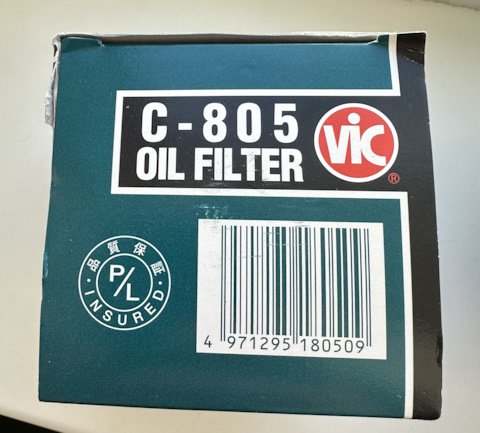 C-805
OIL FILTER
VIC
®
品質保証
P/L
INSURED
4 971295 180509